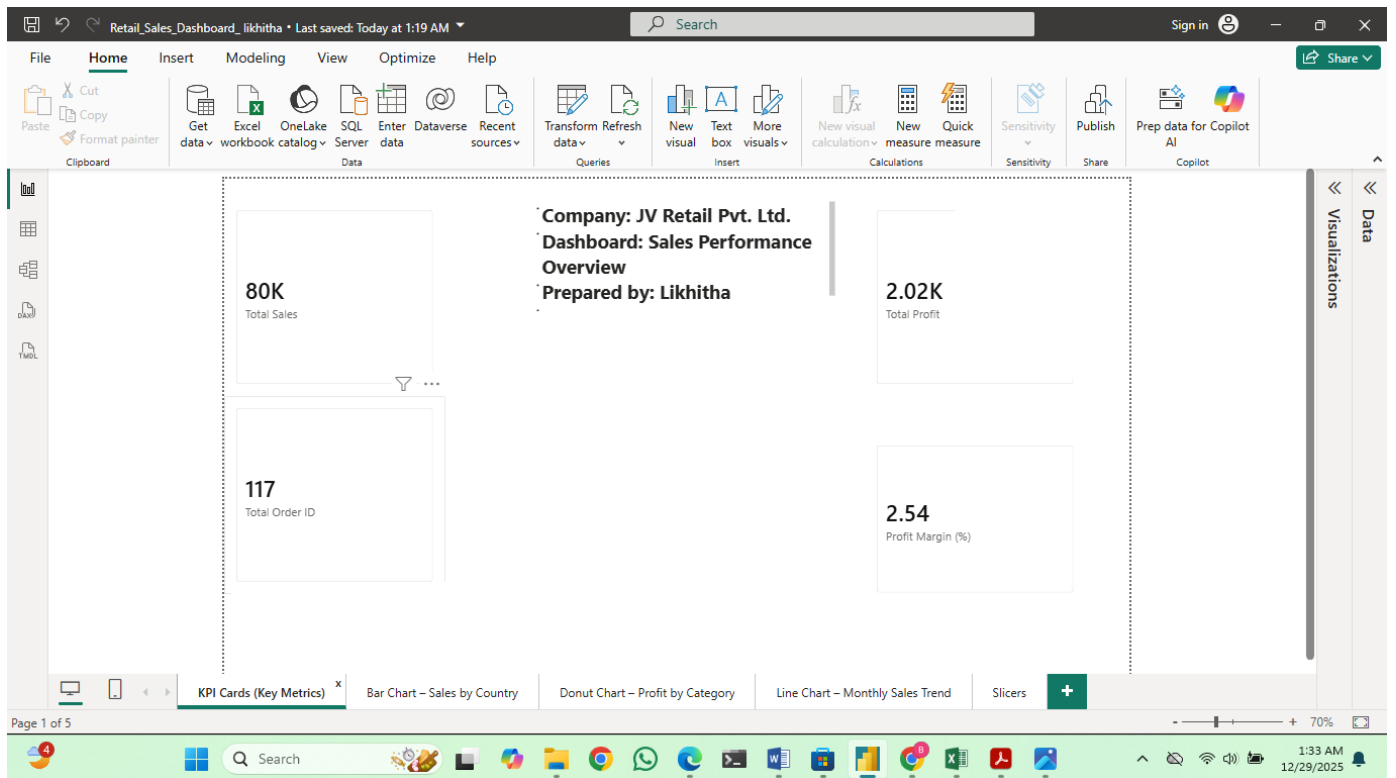 Retail_Sales_Dashboard_ likhitha • Last saved: Today at 1:19 AM
Search
Sign in
File Home Insert Modeling View Optimize Help
Share
Paste
Cut
Copy
Format painter
Clipboard
Get data
Excel workbook
OneLake catalog
SQL Server
Enter data
Dataverse
Recent sources
Data
Transform data
Refresh
Queries
New visual
Text box
More visuals
Insert
New visual calculation
New measure
Quick measure
Calculations
Sensitivity
Sensitivity
Publish
Share
Prep data for AI
Copilot
Copilot
DAX
TMDL
Company: JV Retail Pvt. Ltd.
Dashboard: Sales Performance
Overview
Prepared by: Likhitha
80K
Total Sales
2.02K
Total Profit
117
Total Order ID
2.54
Profit Margin (%)
Visualizations
Data
KPI Cards (Key Metrics) x
Bar Chart – Sales by Country
Donut Chart – Profit by Category
Line Chart – Monthly Sales Trend
Slicers
+
Page 1 of 5
- + 70%
4
Search
1:33 AM
12/29/2025